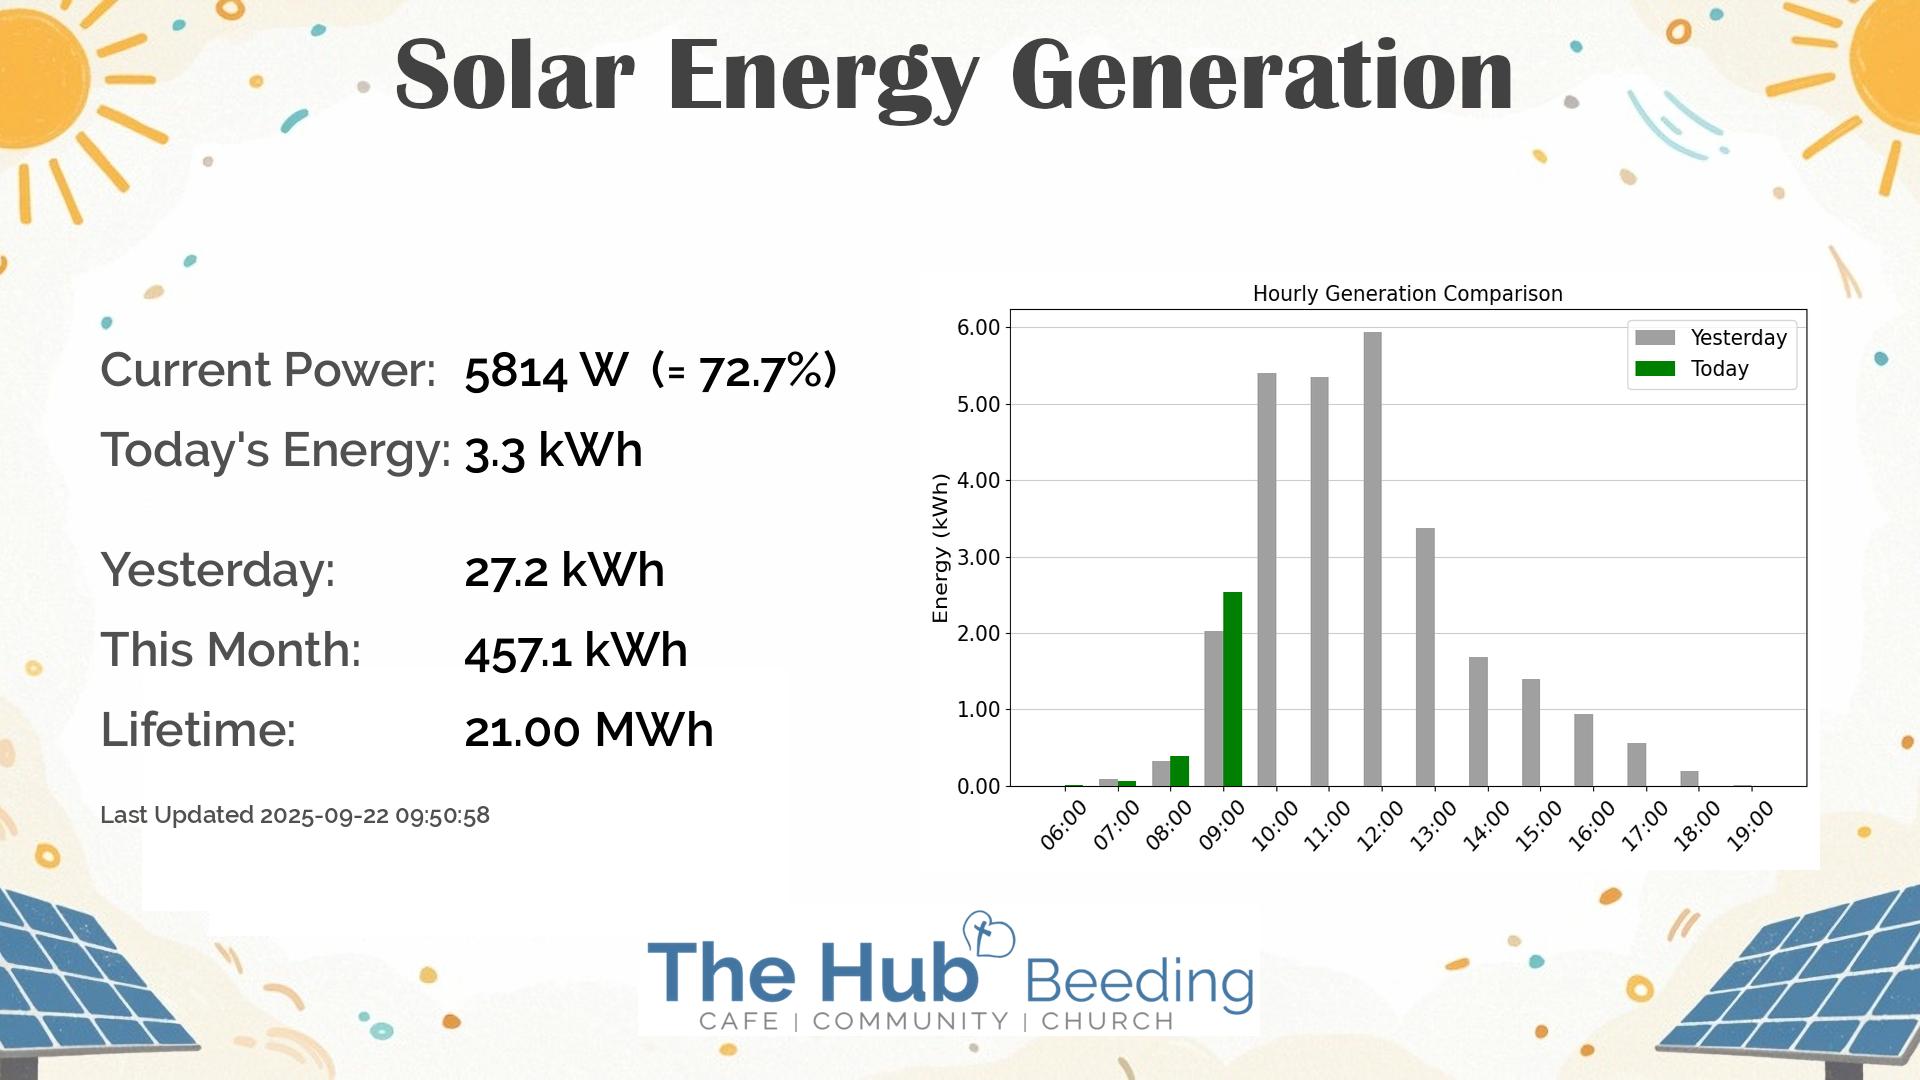 Solar Energy Generation
Current Power: 5814 W (= 72.7%)
Today's Energy: 3.3 kWh
Yesterday: 27.2 kWh
This Month: 457.1 kWh
Lifetime: 21.00 MWh
Last Updated 2025-09-22 09:50:58
Hourly Generation Comparison
Yesterday
Today
Energy (kWh)
6.00
5.00
4.00
3.00
2.00
1.00
0.00
06:00 07:00 08:00 09:00 10:00 11:00 12:00 13:00 14:00 15:00 16:00 17:00 18:00 19:00
The Hub Beeding
CAFE | COMMUNITY | CHURCH